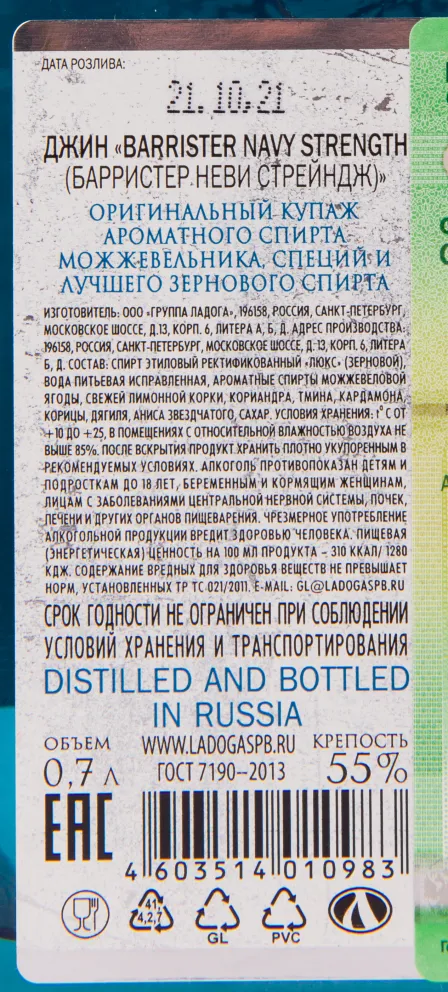 ДАТА РОЗЛИВА:
21.10.21
ДЖИН «BARRISTER NAVY STRENGTH
(БАРРИСТЕР НЕВИ СТРЕЙНДЖ)»
ОРИГИНАЛЬНЫЙ КУПАЖ
АРОМАТНОГО СПИРТА
МОЖЖЕВЕЛЬНИКА, СПЕЦИЙ И
ЛУЧШЕГО ЗЕРНОВОГО СПИРТА
ИЗГОТОВИТЕЛЬ: ООО «ГРУППА ЛАДОГА», 196158, РОССИЯ, САНКТ-ПЕТЕРБУРГ,
МОСКОВСКОЕ ШОССЕ, Д.13, КОРП. 6, ЛИТЕРА А, Б, Д. АДРЕС ПРОИЗВОДСТВА:
196158, РОССИЯ, САНКТ-ПЕТЕРБУРГ, МОСКОВСКОЕ ШОССЕ, Д. 13, КОРП. 6, ЛИТЕРА
Б, Д. СОСТАВ: СПИРТ ЭТИЛОВЫЙ РЕКТИФИКОВАННЫЙ «ЛЮКС» (ЗЕРНОВОЙ),
ВОДА ПИТЬЕВАЯ ИСПРАВЛЕННАЯ, АРОМАТНЫЕ СПИРТЫ МОЖЖЕВЕЛОВОЙ
ЯГОДЫ, СВЕЖЕЙ ЛИМОННОЙ КОРКИ, КОРИАНДРА, ТМИНА, КАРДАМОНА,
КОРИЦЫ, ДЯГИЛЯ, АНИСА ЗВЕЗДЧАТОГО, САХАР. УСЛОВИЯ ХРАНЕНИЯ: t° С ОТ
+10 ДО +25, В ПОМЕЩЕНИЯХ С ОТНОСИТЕЛЬНОЙ ВЛАЖНОСТЬЮ ВОЗДУХА НЕ
ВЫШЕ 85%. ПОСЛЕ ВСКРЫТИЯ ПРОДУКТ ХРАНИТЬ ПЛОТНО УКУПОРЕННЫМ В
РЕКОМЕНДУЕМЫХ УСЛОВИЯХ. АЛКОГОЛЬ ПРОТИВОПОКАЗАН ДЕТЯМ И
ПОДРОСТКАМ ДО 18 ЛЕТ, БЕРЕМЕННЫМ И КОРМЯЩИМ ЖЕНЩИНАМ,
ЛИЦАМ С ЗАБОЛЕВАНИЯМИ ЦЕНТРАЛЬНОЙ НЕРВНОЙ СИСТЕМЫ, ПОЧЕК,
ПЕЧЕНИ И ДРУГИХ ОРГАНОВ ПИЩЕВАРЕНИЯ. ЧРЕЗМЕРНОЕ УПОТРЕБЛЕНИЕ
АЛКОГОЛЬНОЙ ПРОДУКЦИИ ВРЕДИТ ЗДОРОВЬЮ ЧЕЛОВЕКА. ПИЩЕВАЯ
(ЭНЕРГЕТИЧЕСКАЯ) ЦЕННОСТЬ НА 100 МЛ ПРОДУКТА – 310 ККАЛ/ 1280
КДЖ. СОДЕРЖАНИЕ ВРЕДНЫХ ДЛЯ ЗДОРОВЬЯ ВЕЩЕСТВ НЕ ПРЕВЫШАЕТ
НОРМ, УСТАНОВЛЕННЫХ ТР ТС 021/2011. E-MAIL: GL@LADOGASPB.RU
СРОК ГОДНОСТИ НЕ ОГРАНИЧЕН ПРИ СОБЛЮДЕНИИ
УСЛОВИЙ ХРАНЕНИЯ И ТРАНСПОРТИРОВАНИЯ
DISTILLED AND BOTTLED
IN RUSSIA
ОБЪЕМ WWW.LADOGASPB.RU КРЕПОСТЬ
0,7 Л ГОСТ 7190–2013 55%
EAC
4 603514 010983
41,
4,2,7
GL
PVC